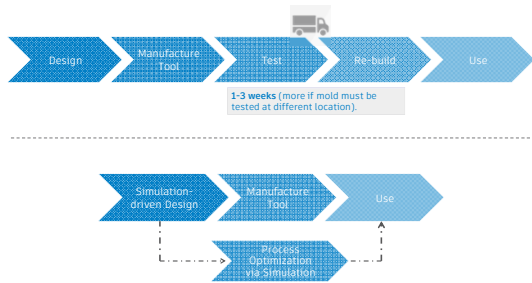 Design
Manufacture
Tool
Test
Re-build
Use
1-3 weeks (more if mold must be
tested at different location).
Simulation-
driven Design
Manufacture
Tool
Use
Process
Optimization
via Simulation